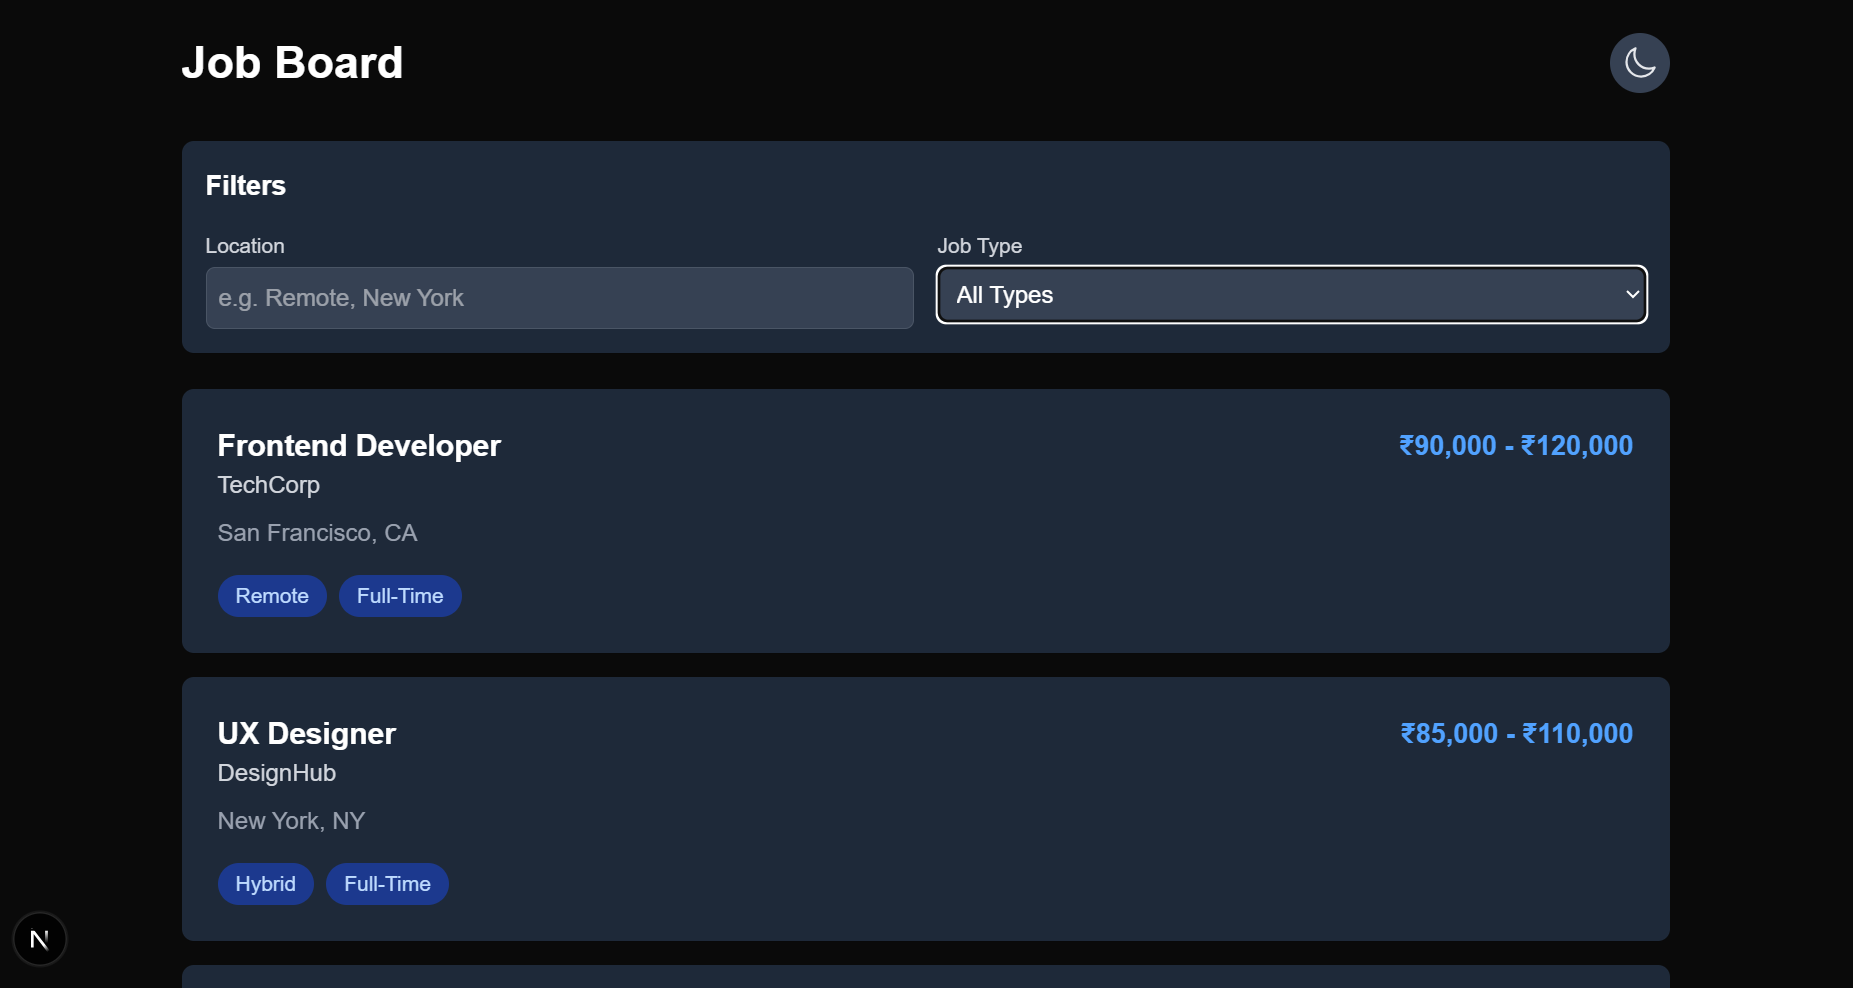 Job Board
Filters
Location
Job Type
e.g. Remote, New York
All Types
Frontend Developer
₹90,000 - ₹120,000
TechCorp
San Francisco, CA
Remote
Full-Time
UX Designer
₹85,000 - ₹110,000
DesignHub
New York, NY
Hybrid
Full-Time
N